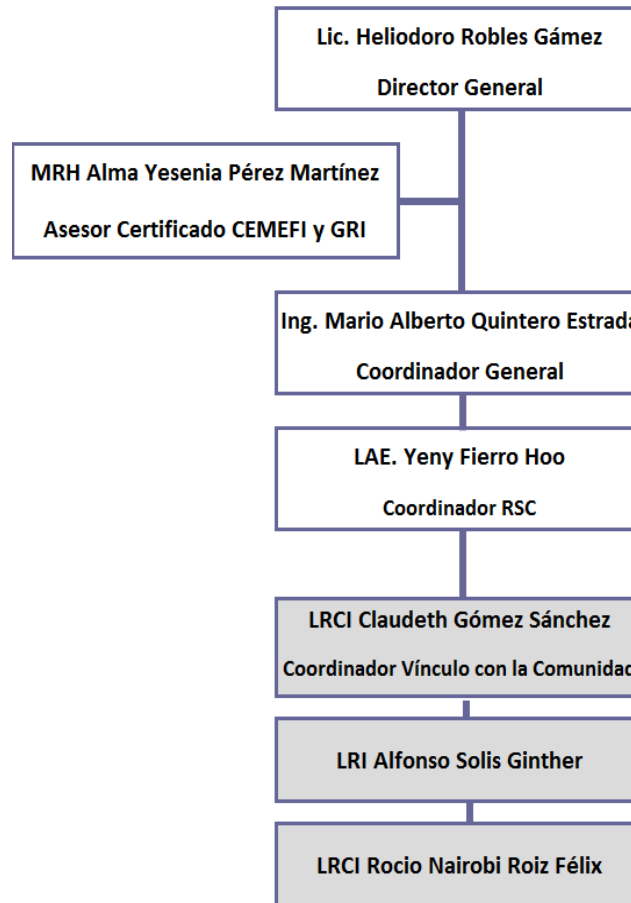 Lic. Heliodoro Robles Gámez
Director General
MRH Alma Yesenia Pérez Martínez
Asesor Certificado CEMEFI y GRI
Ing. Mario Alberto Quintero Estrada
Coordinador General
LAE. Yeny Fierro Hoo
Coordinador RSC
LRCI Claudeth Gómez Sánchez
Coordinador Vínculo con la Comunidad
LRI Alfonso Solis Ginther
LRCI Rocio Nairobi Roiz Félix